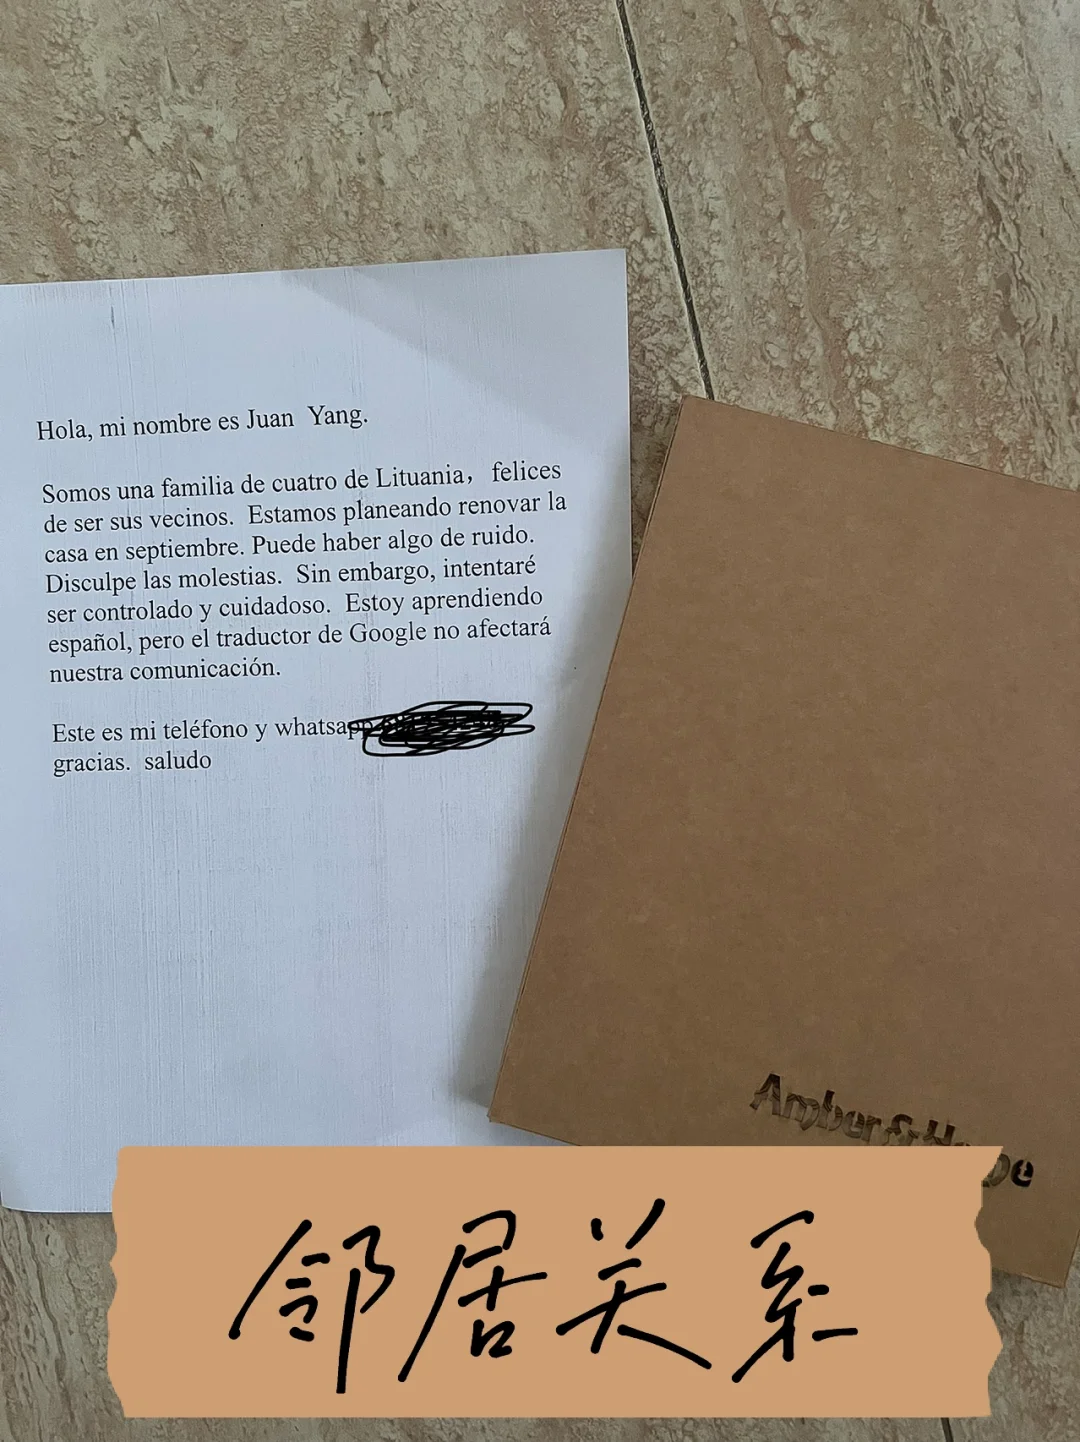 Hola, mi nombre es Juan Yang.
Somos una familia de cuatro de Lituania， felices
de ser sus vecinos. Estamos planeando renovar la
casa en septiembre. Puede haber algo de ruido.
Disculpe las molestias. Sin embargo, intentaré
ser controlado y cuidadoso. Estoy aprendiendo
español, pero el traductor de Google no afectará
nuestra comunicación.
Este es mi teléfono y whatsapp
gracias. saludo
Amber &
邻居关系